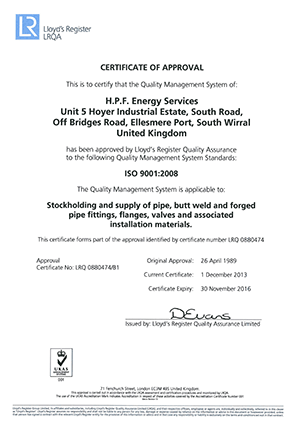 LR
Lloyd's Register
LRQA
CERTIFICATE OF APPROVAL
This is to certify that the Quality Management System of:
H.P.F. Energy Services
Unit 5 Hoyer Industrial Estate, South Road,
Off Bridges Road, Ellesmere Port, South Wirral
United Kingdom
has been approved by Lloyd's Register Quality Assurance
to the following Quality Management System Standards:
ISO 9001:2008
The Quality Management System is applicable to:
Stockholding and supply of pipe, butt weld and forged
pipe fittings, flanges, valves and associated
installation materials.
This certificate forms part of the approval identified by certificate number LRQ 0880474
Approval
Certificate No: LRQ 0880474/B1
Original Approval: 26 April 1989
Current Certificate: 1 December 2013
Certificate Expiry: 30 November 2016
DEvans
Issued by: Lloyd's Register Quality Assurance Limited
UKAS
001
71 Fenchurch Street, London EC3M 4BS United Kingdom